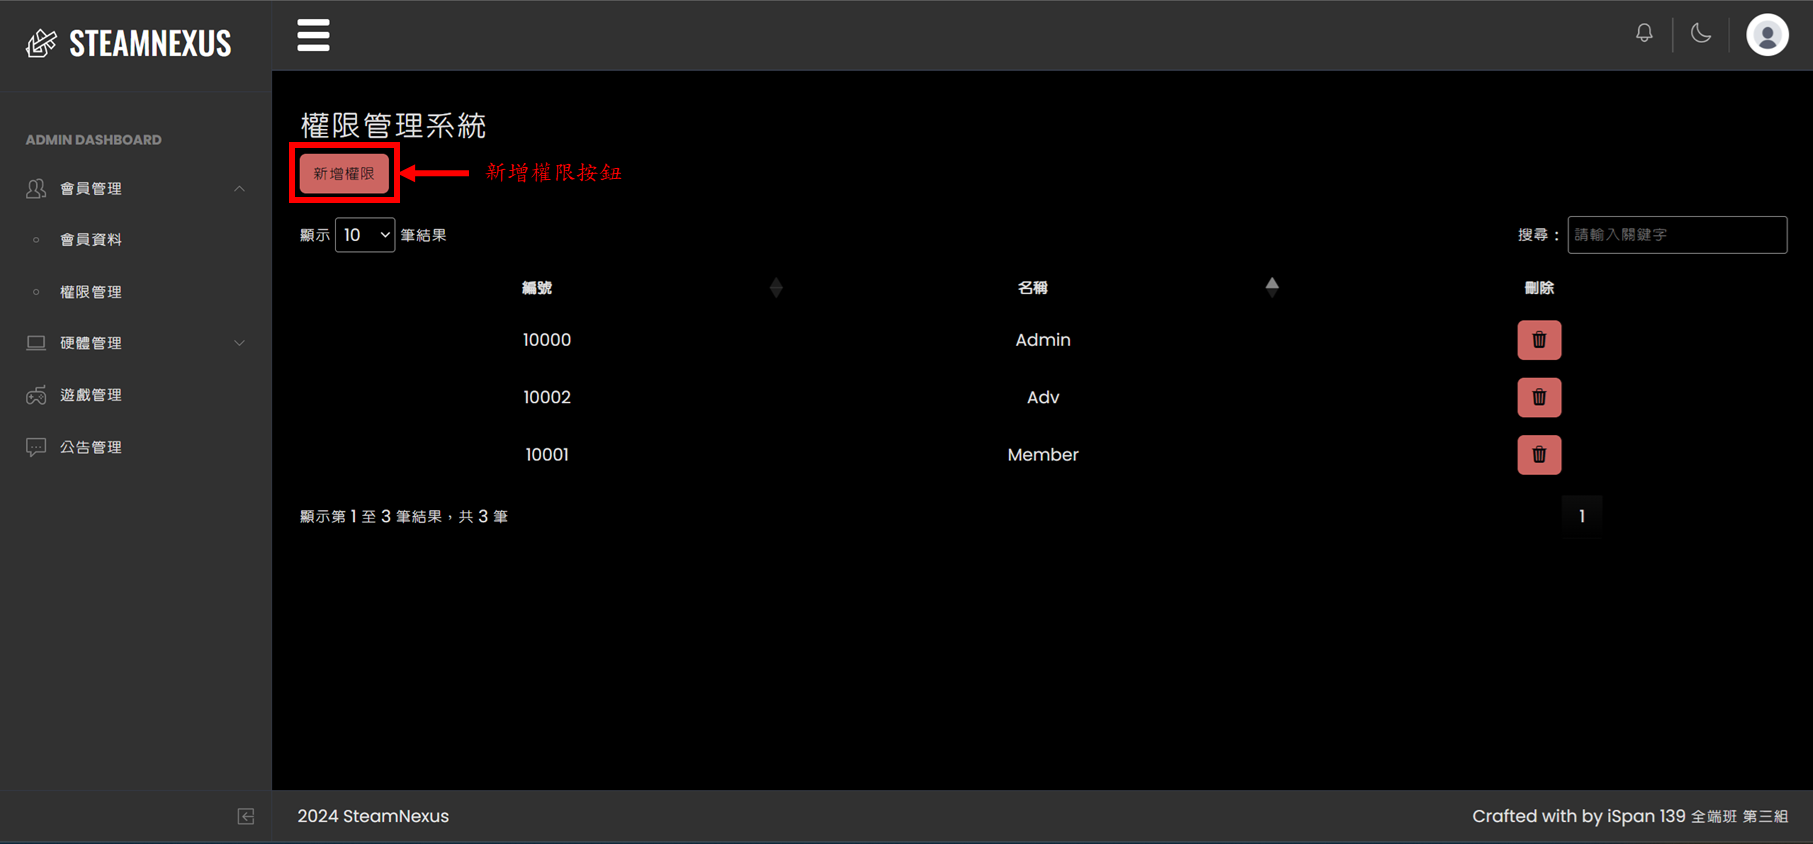 STEAMNEXUS
ADMIN DASHBOARD
會員管理
會員資料
權限管理
硬體管理
遊戲管理
公告管理
權限管理系統
新增權限
新增權限按鈕
顯示 10 筆結果
搜尋： 請輸入關鍵字
編號 名稱 刪除
10000 Admin
10002 Adv
10001 Member
顯示第 1 至 3 筆結果，共 3 筆
1
2024 SteamNexus
Crafted with by iSpan 139 全端班 第三組